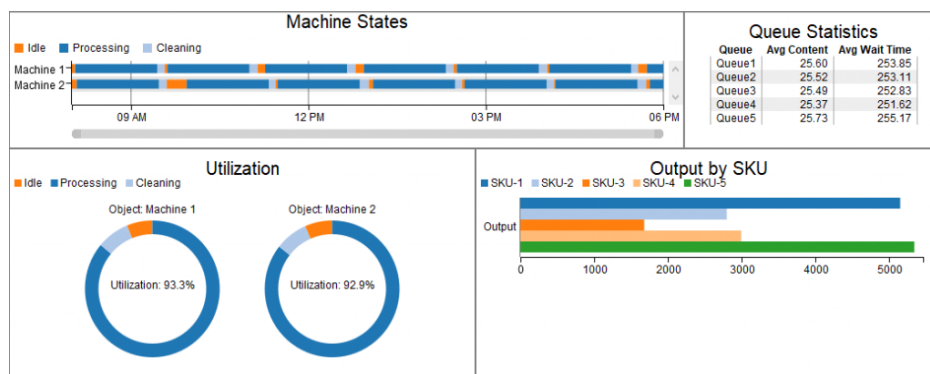 Machine States
Idle Processing Cleaning
Machine 1
Machine 2
09 AM 12 PM 03 PM 06 PM
Queue Statistics
Queue Avg Content Avg Wait Time
Queue1 25.60 253.85
Queue2 25.52 253.11
Queue3 25.49 252.83
Queue4 25.37 251.62
Queue5 25.73 255.17
Utilization
Idle Processing Cleaning
Object: Machine 1 Object: Machine 2
Utilization: 93.3% Utilization: 92.9%
Output by SKU
SKU-1 SKU-2 SKU-3 SKU-4 SKU-5
Output
0 1000 2000 3000 4000 5000